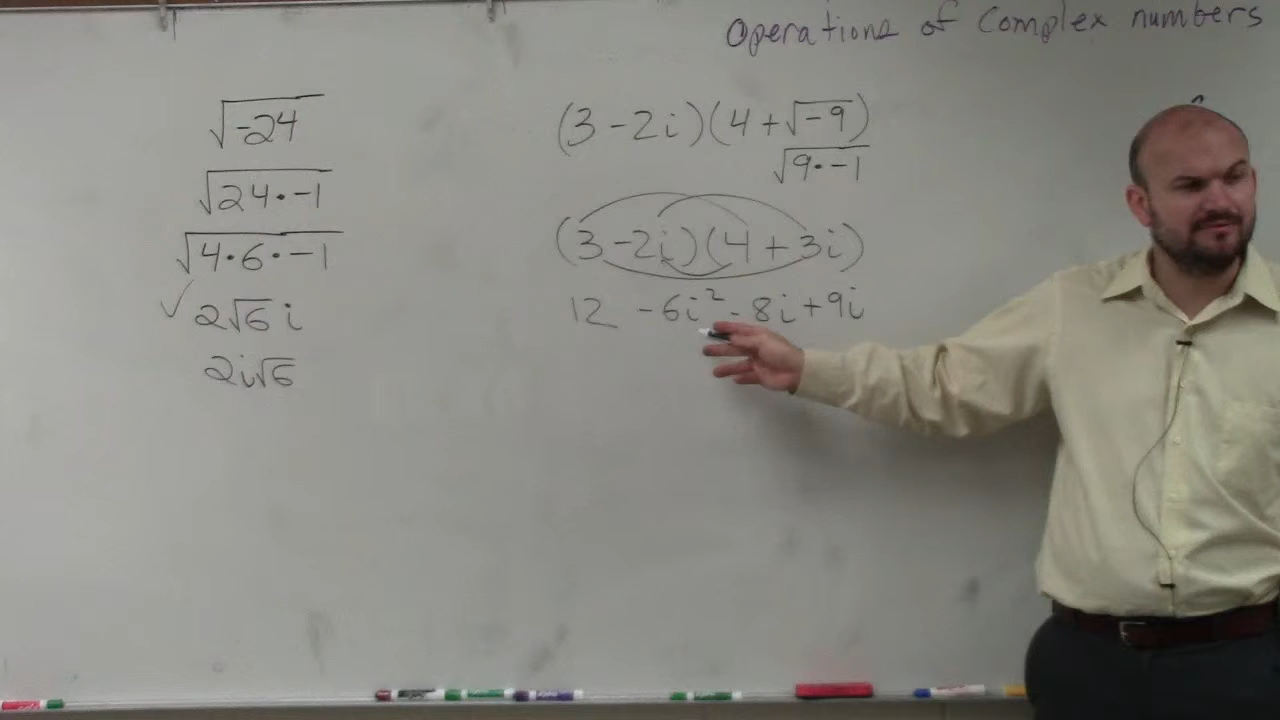 Operations of Complex numbers
√-24
√24·-1
√4·6·-1
✓ 2√6 i
2i√6
(3-2i)(4+√-9)
√9·-1
(3-2i)(4+3i)
12 -6i² -8i+9i